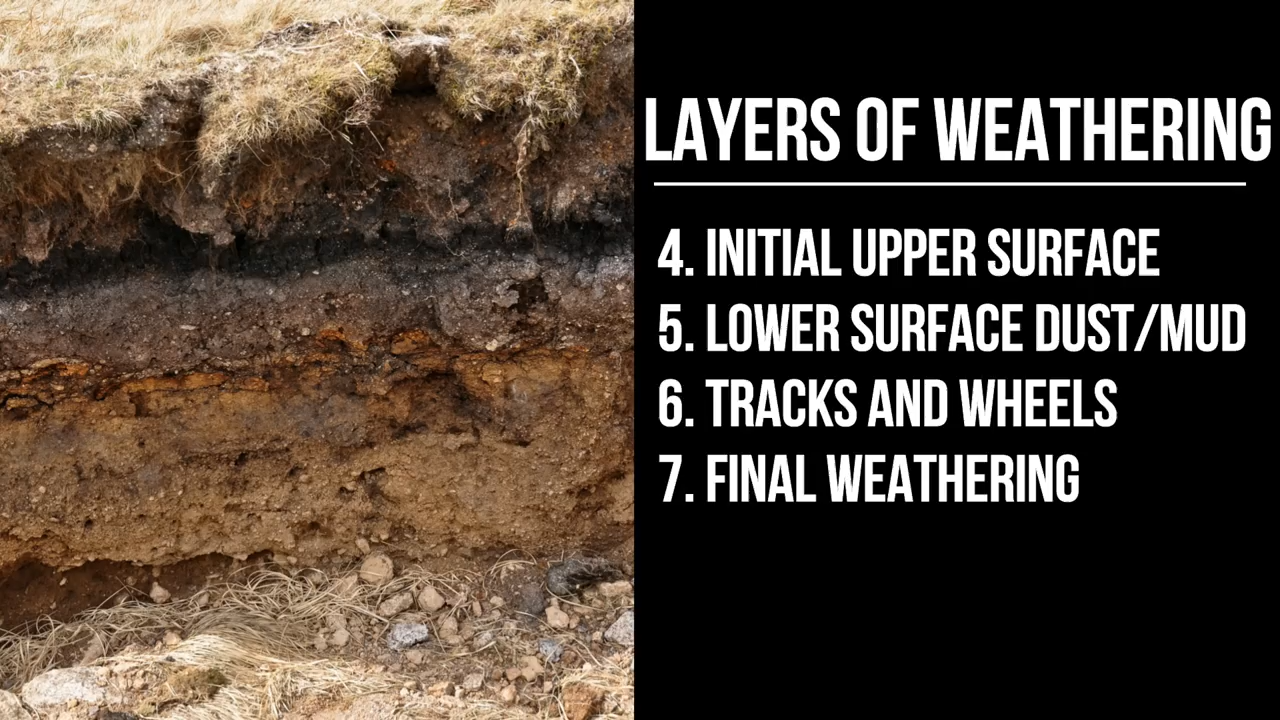 LAYERS OF WEATHERING
4. INITIAL UPPER SURFACE
5. LOWER SURFACE DUST/MUD
6. TRACKS AND WHEELS
7. FINAL WEATHERING